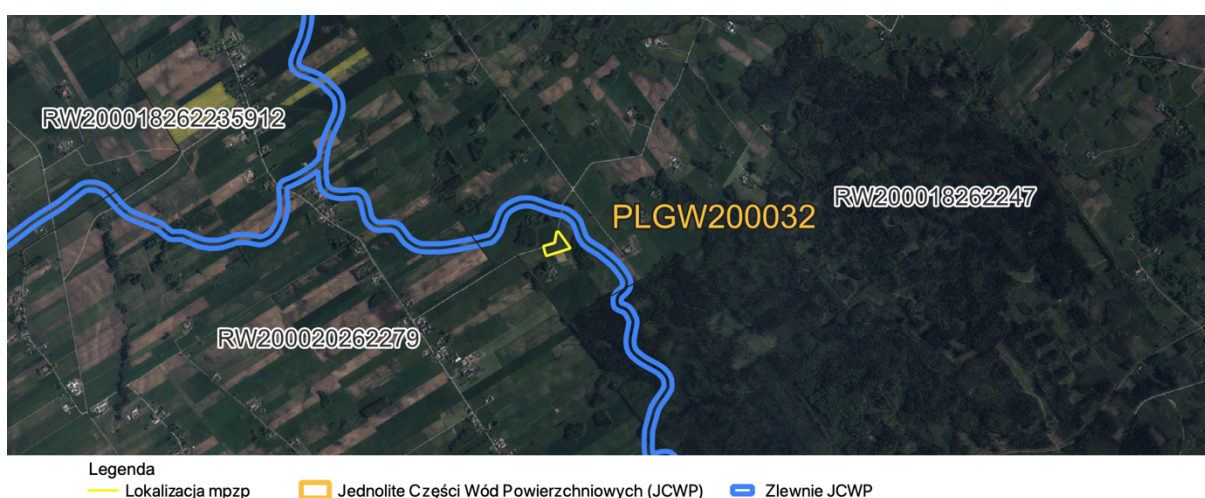 RW200018262235912
RW200018262247
PLGW200032
RW200020262279
Legenda
Lokalizacja mpzp Jednolite Części Wód Powierzchniowych (JCWP) Zlewnie JCWP